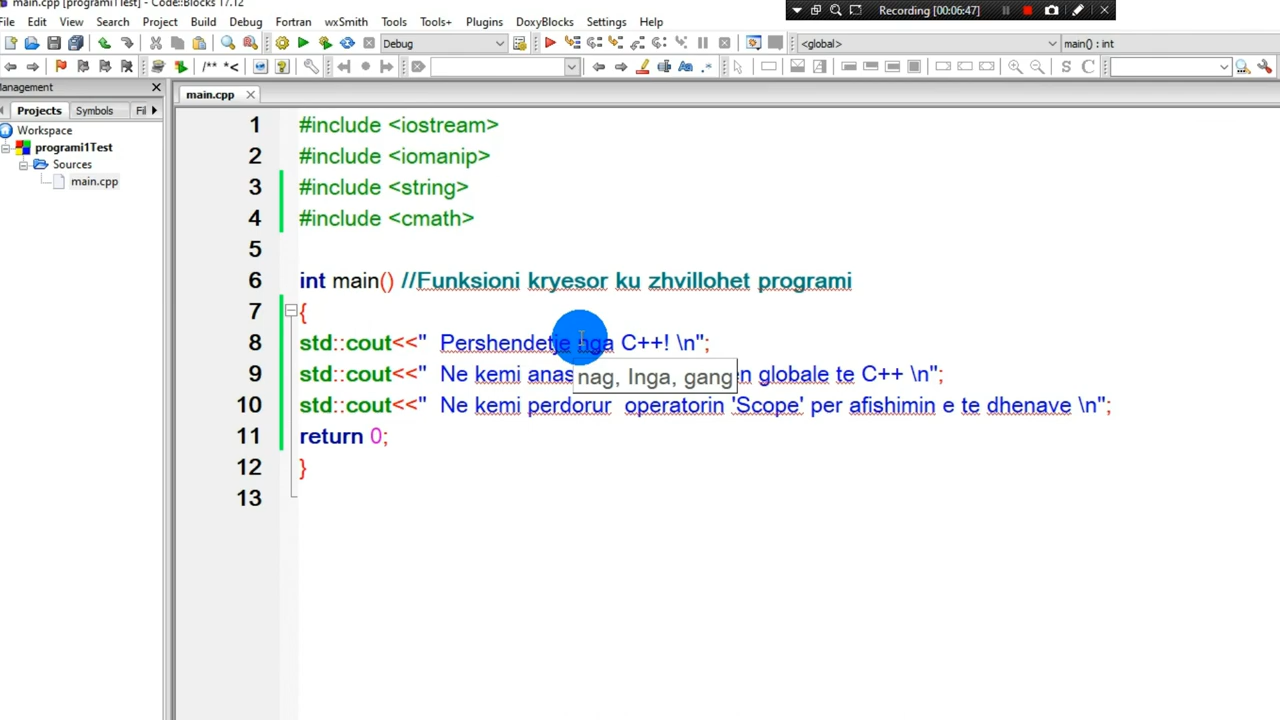 main.cpp [programi1Test] - Code::Blocks 17.12
Recording [00:06:47]
File Edit View Search Project Build Debug Fortran wxSmith Tools Tools+ Plugins DoxyBlocks Settings Help
Debug <global> main() : int
/** *<
S C
Management
main.cpp
Projects Symbols Fil
Workspace
programi1Test
Sources
main.cpp
1 #include <iostream>
2 #include <iomanip>
3 #include <string>
4 #include <cmath>
5
6 int main() //Funksioni kryesor ku zhvillohet programi
7 {
8 std::cout<<" Pershendetje nga C++! \n";
nag, Inga, gang
9 std::cout<<" Ne kemi globale te C++ \n";
10 std::cout<<" Ne kemi perdorur operatorin 'Scope' per afishimin e te dhenave \n";
11 return 0;
12 }
13